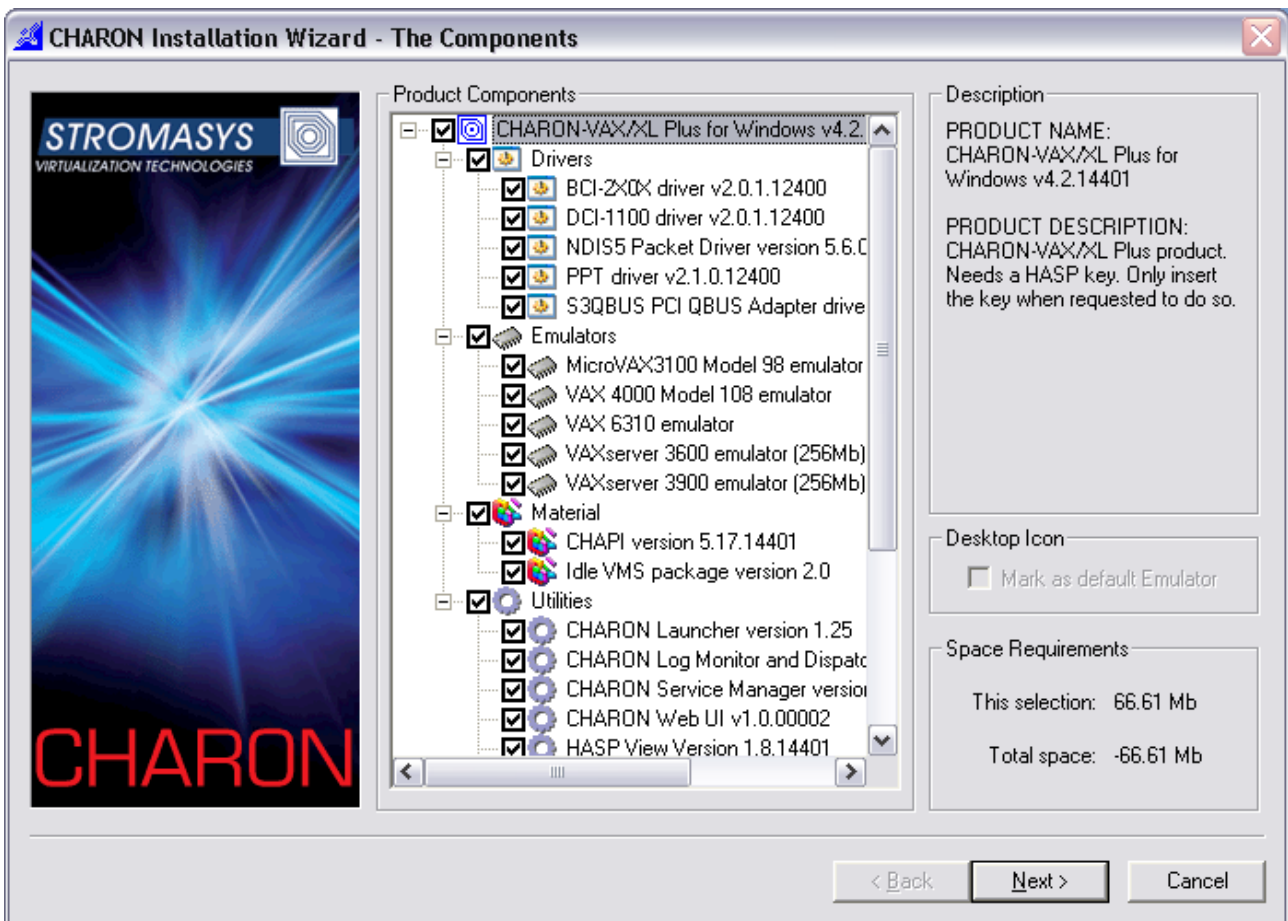 CHARON Installation Wizard - The Components
STROMASYS
VIRTUALIZATION TECHNOLOGIES
CHARON
Product Components
CHARON-VAX/XL Plus for Windows v4.2.
Drivers
BCI-2X0X driver v2.0.1.12400
DCI-1100 driver v2.0.1.12400
NDIS5 Packet Driver version 5.6.0
PPT driver v2.1.0.12400
S3QBUS PCI QBUS Adapter drive
Emulators
MicroVAX3100 Model 98 emulator
VAX 4000 Model 108 emulator
VAX 6310 emulator
VAXserver 3600 emulator (256Mb)
VAXserver 3900 emulator (256Mb)
Material
CHAPI version 5.17.14401
Idle VMS package version 2.0
Utilities
CHARON Launcher version 1.25
CHARON Log Monitor and Dispatc
CHARON Service Manager version
CHARON Web UI v1.0.00002
HASP View Version 1.8.14401
Description
PRODUCT NAME:
CHARON-VAX/XL Plus for
Windows v4.2.14401
PRODUCT DESCRIPTION:
CHARON-VAX/XL Plus product.
Needs a HASP key. Only insert
the key when requested to do so.
Desktop Icon
Mark as default Emulator
Space Requirements
This selection: 66.61 Mb
Total space: -66.61 Mb
< Back
Next >
Cancel